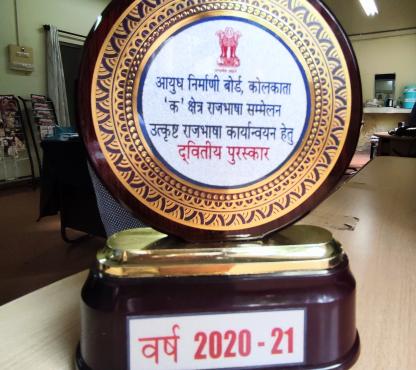 आयुध निर्माणी बोर्ड, कोलकाता
'क' क्षेत्र राजभाषा सम्मेलन
उत्कृष्ट राजभाषा कार्यान्वयन हेतु
द्वितीय पुरस्कार
वर्ष 2020 - 21